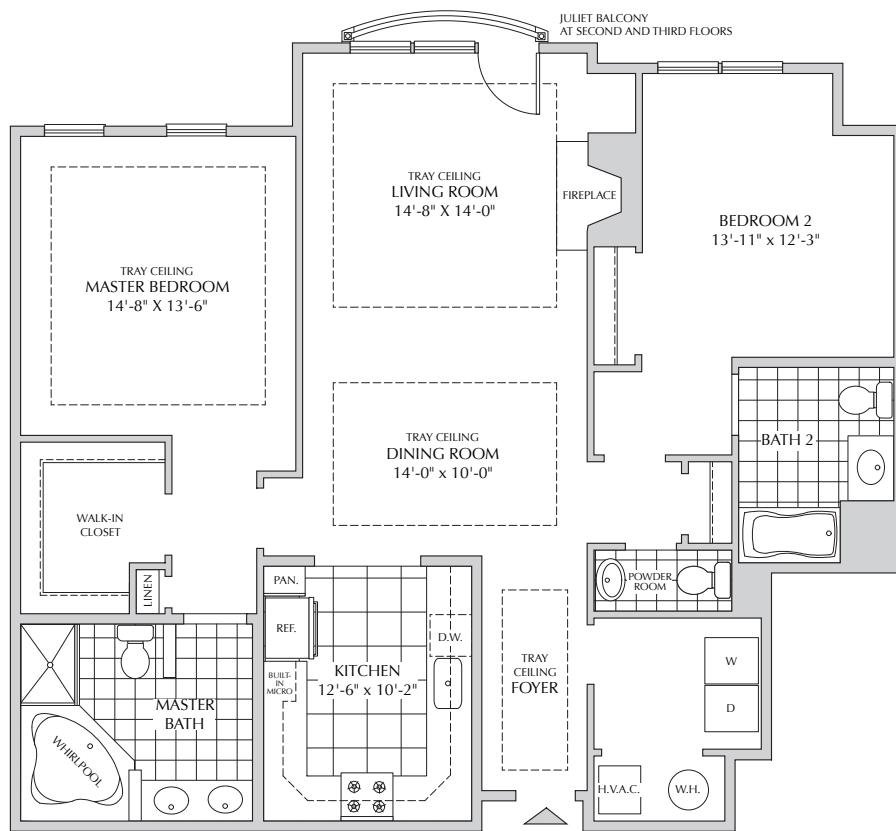 JULIET BALCONY
AT SECOND AND THIRD FLOORS
TRAY CEILING
LIVING ROOM
14'-8" X 14'-0"
FIREPLACE
BEDROOM 2
13'-11" x 12'-3"
TRAY CEILING
MASTER BEDROOM
14'-8" X 13'-6"
TRAY CEILING
DINING ROOM
14'-0" x 10'-0"
BATH 2
WALK-IN
CLOSET
LINEN
PAN.
REF.
BUILT-
IN
MICRO
D.W.
KITCHEN
12'-6" x 10'-2"
TRAY
CEILING
FOYER
POWDER
ROOM
W
D
MASTER
BATH
WHIRLPOOL
H.V.A.C.
W.H.